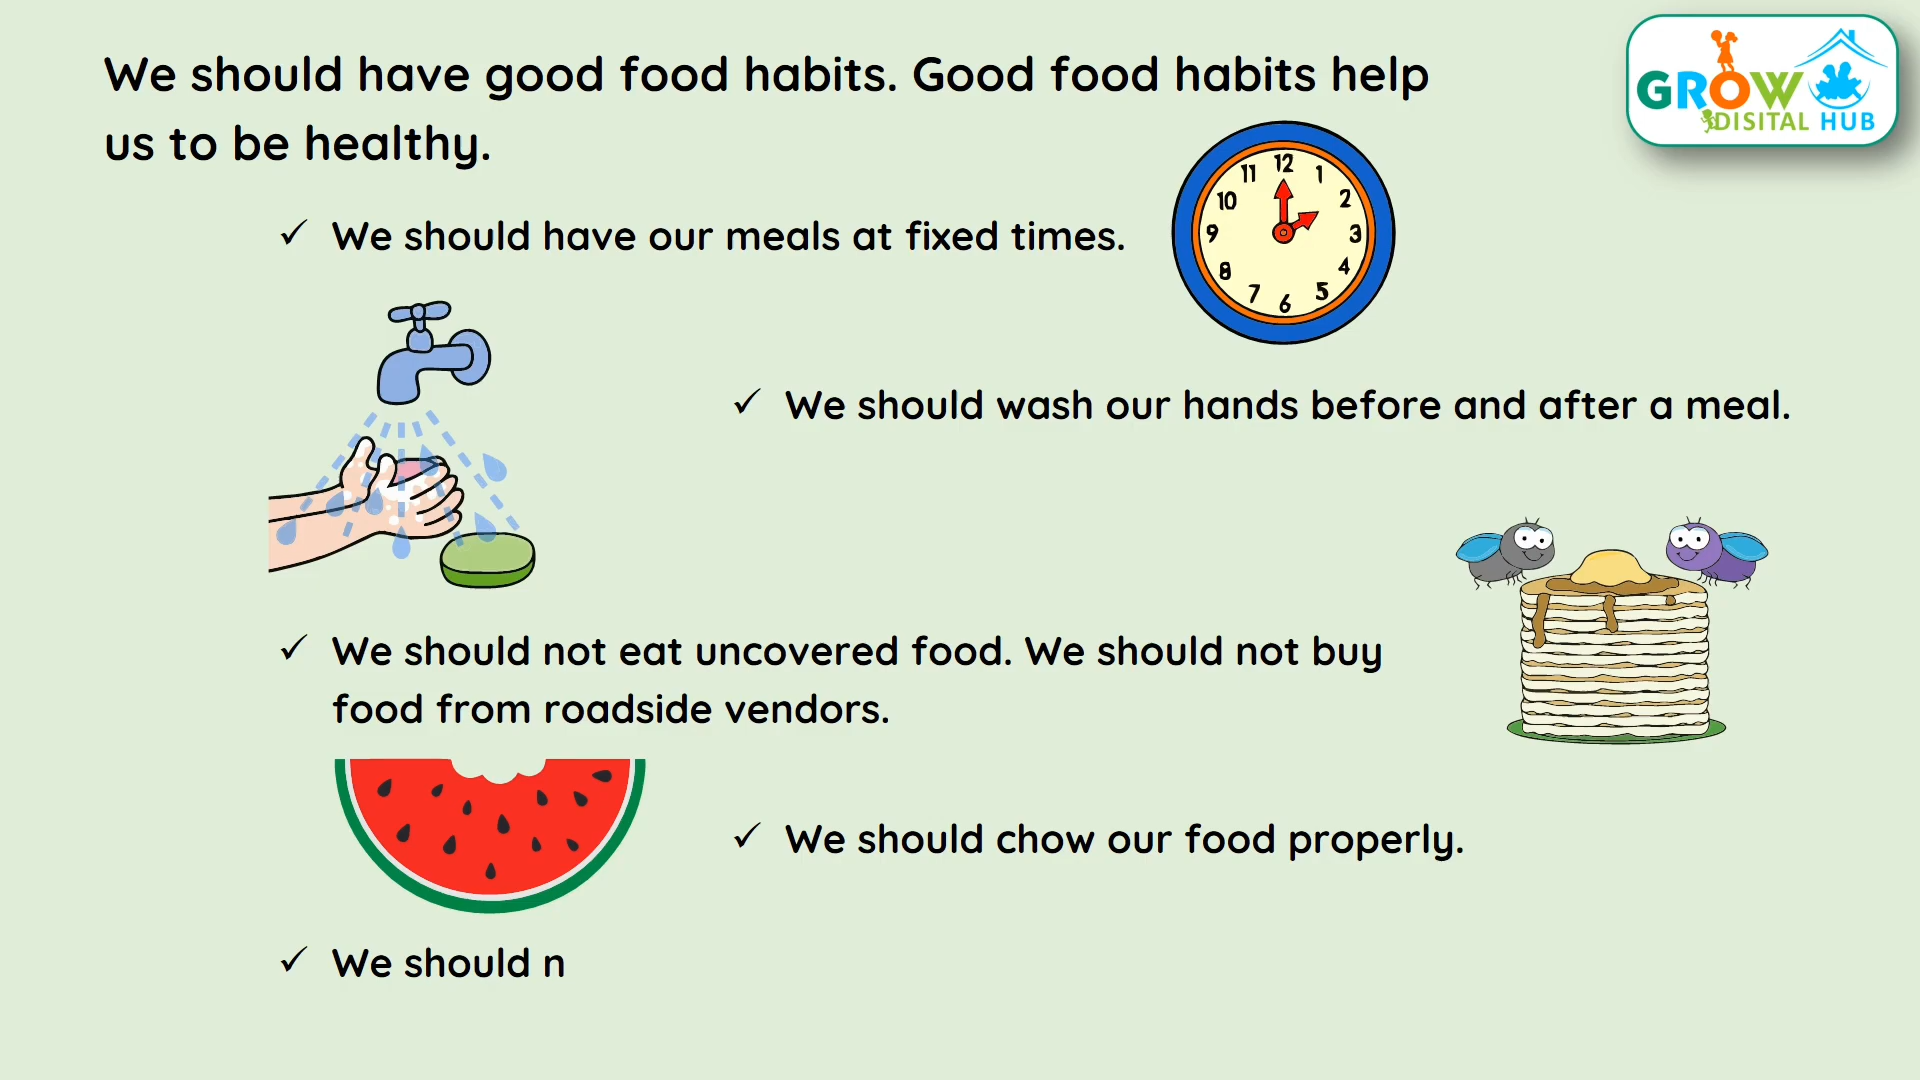 We should have good food habits. Good food habits help
us to be healthy.
GROW
DISITAL HUB
✓ We should have our meals at fixed times.
12
11 1
10 2
9 3
8 4
7 5
6
✓ We should wash our hands before and after a meal.
✓ We should not eat uncovered food. We should not buy
food from roadside vendors.
✓ We should chow our food properly.
✓ We should n